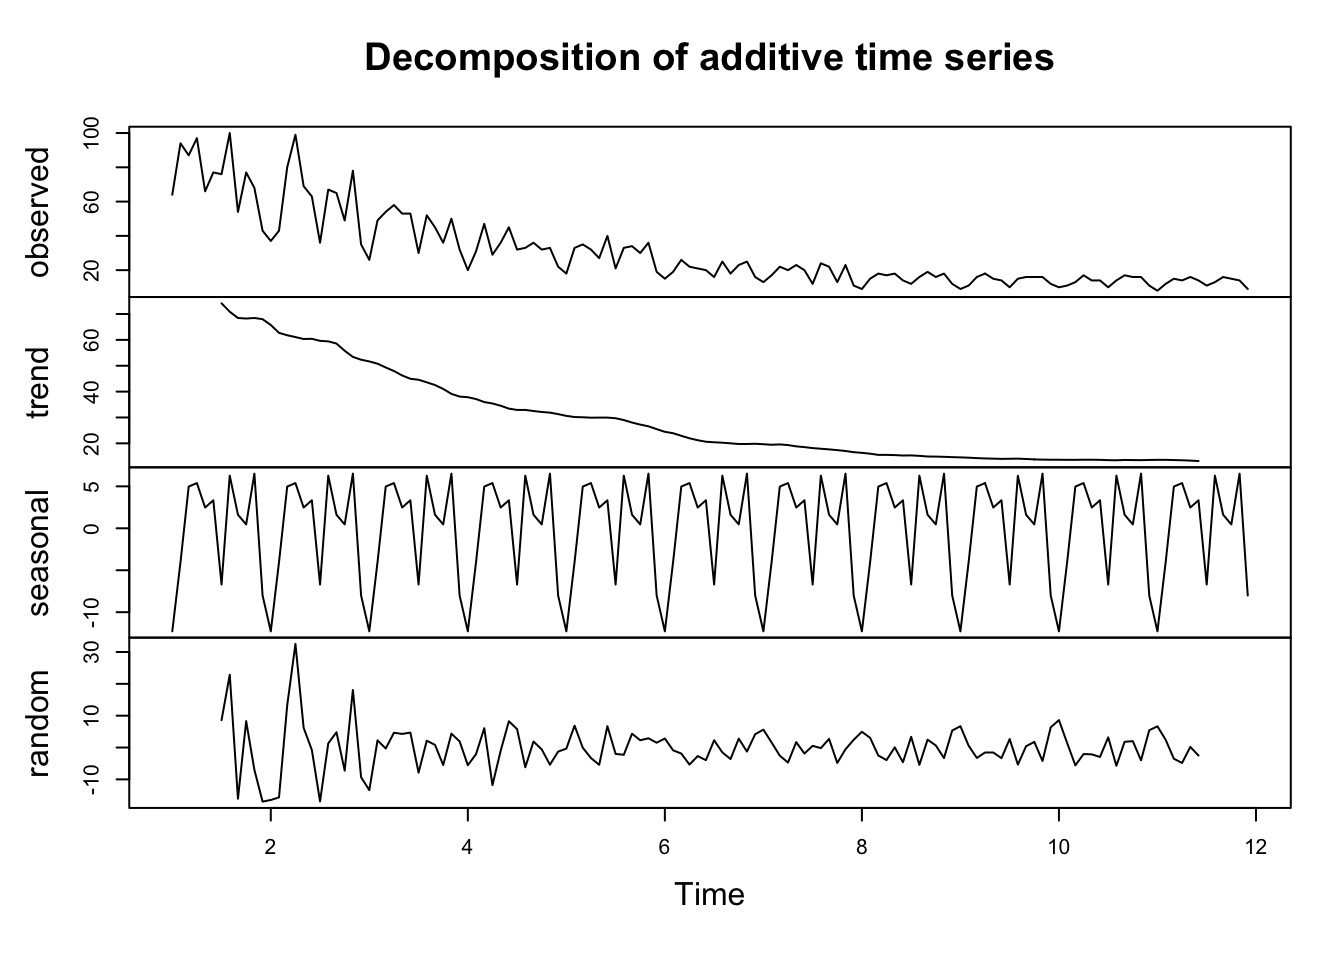 Decomposition of additive time series
observed
20 60 100
trend
20 40 60
seasonal
-10 0 5
random
-10 10 30
2 4 6 8 10 12
Time